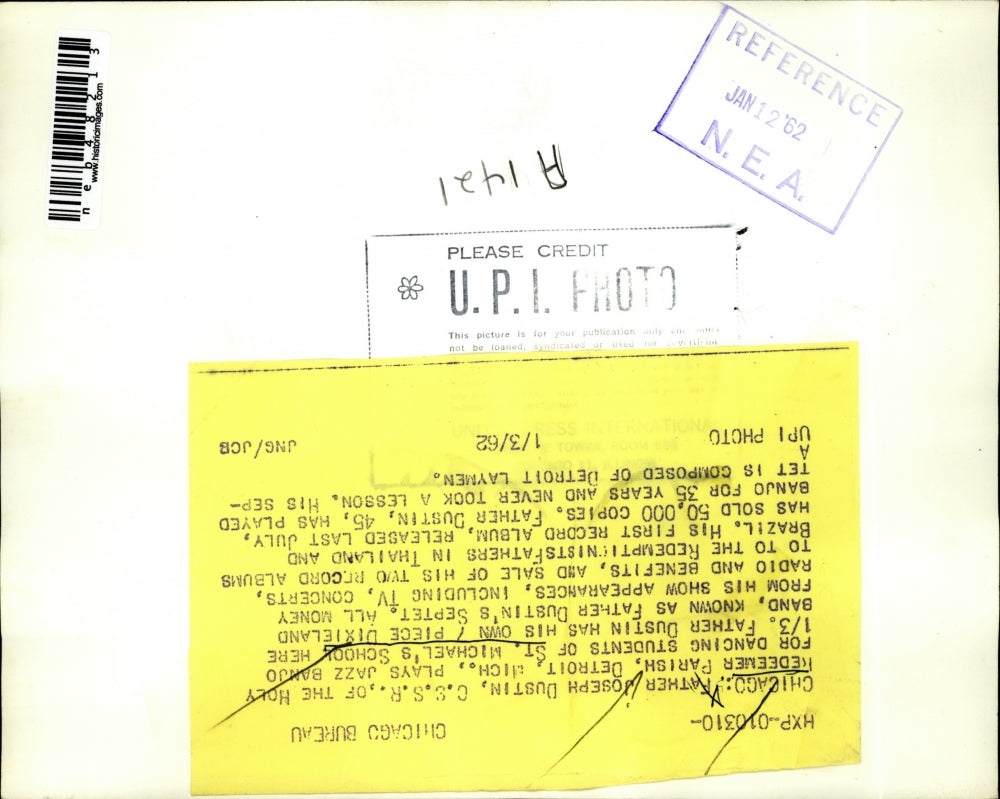 neb48213
www.historicimages.com
REFERENCE
JAN 12 '62
N. E. A.
A1421
PLEASE CREDIT
U. P. I. PHOTO
This picture is for your publication only and must
not be loaned, syndicated or used for advertising
HXP-010310- CHICAGO BUREAU
CHICAGO: FATHER JOSEPH DUSTIN, C.S.S.R., OF THE HOLY
REDEEMER PARISH, DETROIT, MICH., PLAYS JAZZ BANJO
FOR DANCING STUDENTS OF ST. MICHAEL'S SCHOOL HERE
1/3. FATHER DUSTIN HAS HIS OWN 7 PIECE DIXIELAND
BAND, KNOWN AS FATHER DUSTIN'S SEPTET. ALL MONEY
FROM HIS SHOW APPEARANCES, INCLUDING TV, CONCERTS,
RADIO AND BENEFITS, AND SALE OF HIS TWO RECORD ALBUMS
TO TO THE REDEMPTIONISTSFATHERS IN THAILAND AND
BRAZIL. HIS FIRST RECORD ALBUM, RELEASED LAST JULY,
HAS SOLD 50,000 COPIES. FATHER DUSTIN, 45, HAS PLAYED
BANJO FOR 35 YEARS AND NEVER TOOK A LESSON. HIS SEP-
TET IS COMPOSED OF DETROIT LAYMEN.
A
UPI PHOTO 1/3/62 JNG/JCB